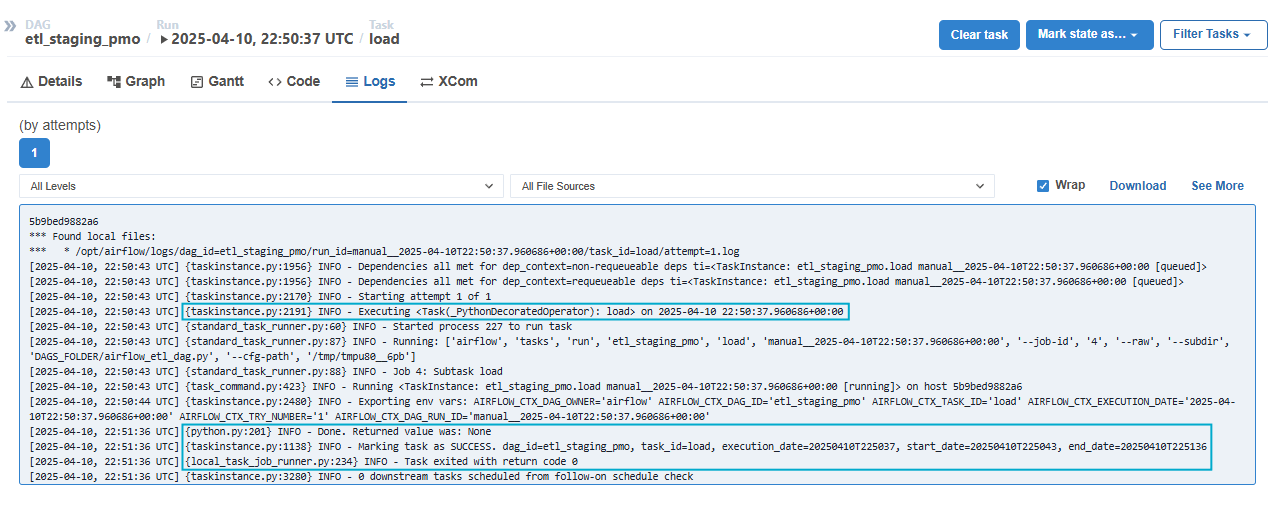 DAG Run Task
etl_staging_pmo / 2025-04-10, 22:50:37 UTC / load
Clear task Mark state as… Filter Tasks
Details Graph Gantt Code Logs XCom
(by attempts)
1
All Levels All File Sources Wrap Download See More
5b9bed9882a6
*** Found local files:
***   * /opt/airflow/logs/dag_id=etl_staging_pmo/run_id=manual__2025-04-10T22:50:37.960686+00:00/task_id=load/attempt=1.log
[2025-04-10, 22:50:43 UTC] {taskinstance.py:1956} INFO - Dependencies all met for dep_context=non-requeueable deps ti=<TaskInstance: etl_staging_pmo.load manual__2025-04-10T22:50:37.960686+00:00 [queued]>
[2025-04-10, 22:50:43 UTC] {taskinstance.py:1956} INFO - Dependencies all met for dep_context=requeueable deps ti=<TaskInstance: etl_staging_pmo.load manual__2025-04-10T22:50:37.960686+00:00 [queued]>
[2025-04-10, 22:50:43 UTC] {taskinstance.py:2170} INFO - Starting attempt 1 of 1
[2025-04-10, 22:50:43 UTC] {taskinstance.py:2191} INFO - Executing <Task(_PythonDecoratedOperator): load> on 2025-04-10 22:50:37.960686+00:00
[2025-04-10, 22:50:43 UTC] {standard_task_runner.py:60} INFO - Started process 227 to run task
[2025-04-10, 22:50:43 UTC] {standard_task_runner.py:87} INFO - Running: ['airflow', 'tasks', 'run', 'etl_staging_pmo', 'load', 'manual__2025-04-10T22:50:37.960686+00:00', '--job-id', '4', '--raw', '--subdir',
'DAGS_FOLDER/airflow_etl_dag.py', '--cfg-path', '/tmp/tmpu80__6pb']
[2025-04-10, 22:50:43 UTC] {standard_task_runner.py:88} INFO - Job 4: Subtask load
[2025-04-10, 22:50:43 UTC] {task_command.py:423} INFO - Running <TaskInstance: etl_staging_pmo.load manual__2025-04-10T22:50:37.960686+00:00 [running]> on host 5b9bed9882a6
[2025-04-10, 22:50:44 UTC] {taskinstance.py:2480} INFO - Exporting env vars: AIRFLOW_CTX_DAG_OWNER='airflow' AIRFLOW_CTX_DAG_ID='etl_staging_pmo' AIRFLOW_CTX_TASK_ID='load' AIRFLOW_CTX_EXECUTION_DATE='2025-04-
10T22:50:37.960686+00:00' AIRFLOW_CTX_TRY_NUMBER='1' AIRFLOW_CTX_DAG_RUN_ID='manual__2025-04-10T22:50:37.960686+00:00'
[2025-04-10, 22:51:36 UTC] {python.py:201} INFO - Done. Returned value was: None
[2025-04-10, 22:51:36 UTC] {taskinstance.py:1138} INFO - Marking task as SUCCESS. dag_id=etl_staging_pmo, task_id=load, execution_date=20250410T225037, start_date=20250410T225043, end_date=20250410T225136
[2025-04-10, 22:51:36 UTC] {local_task_job_runner.py:234} INFO - Task exited with return code 0
[2025-04-10, 22:51:36 UTC] {taskinstance.py:3280} INFO - 0 downstream tasks scheduled from follow-on schedule check